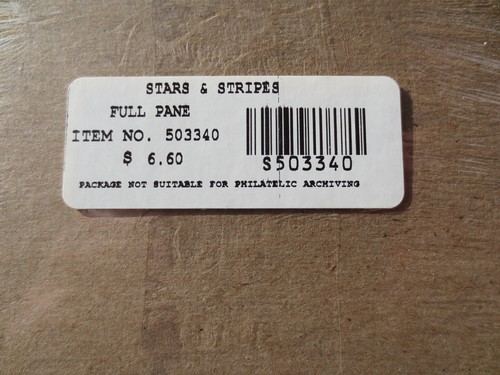 STARS & STRIPES
FULL PANE
ITEM NO. 503340
$ 6.60
S503340
PACKAGE NOT SUITABLE FOR PHILATELIC ARCHIVING